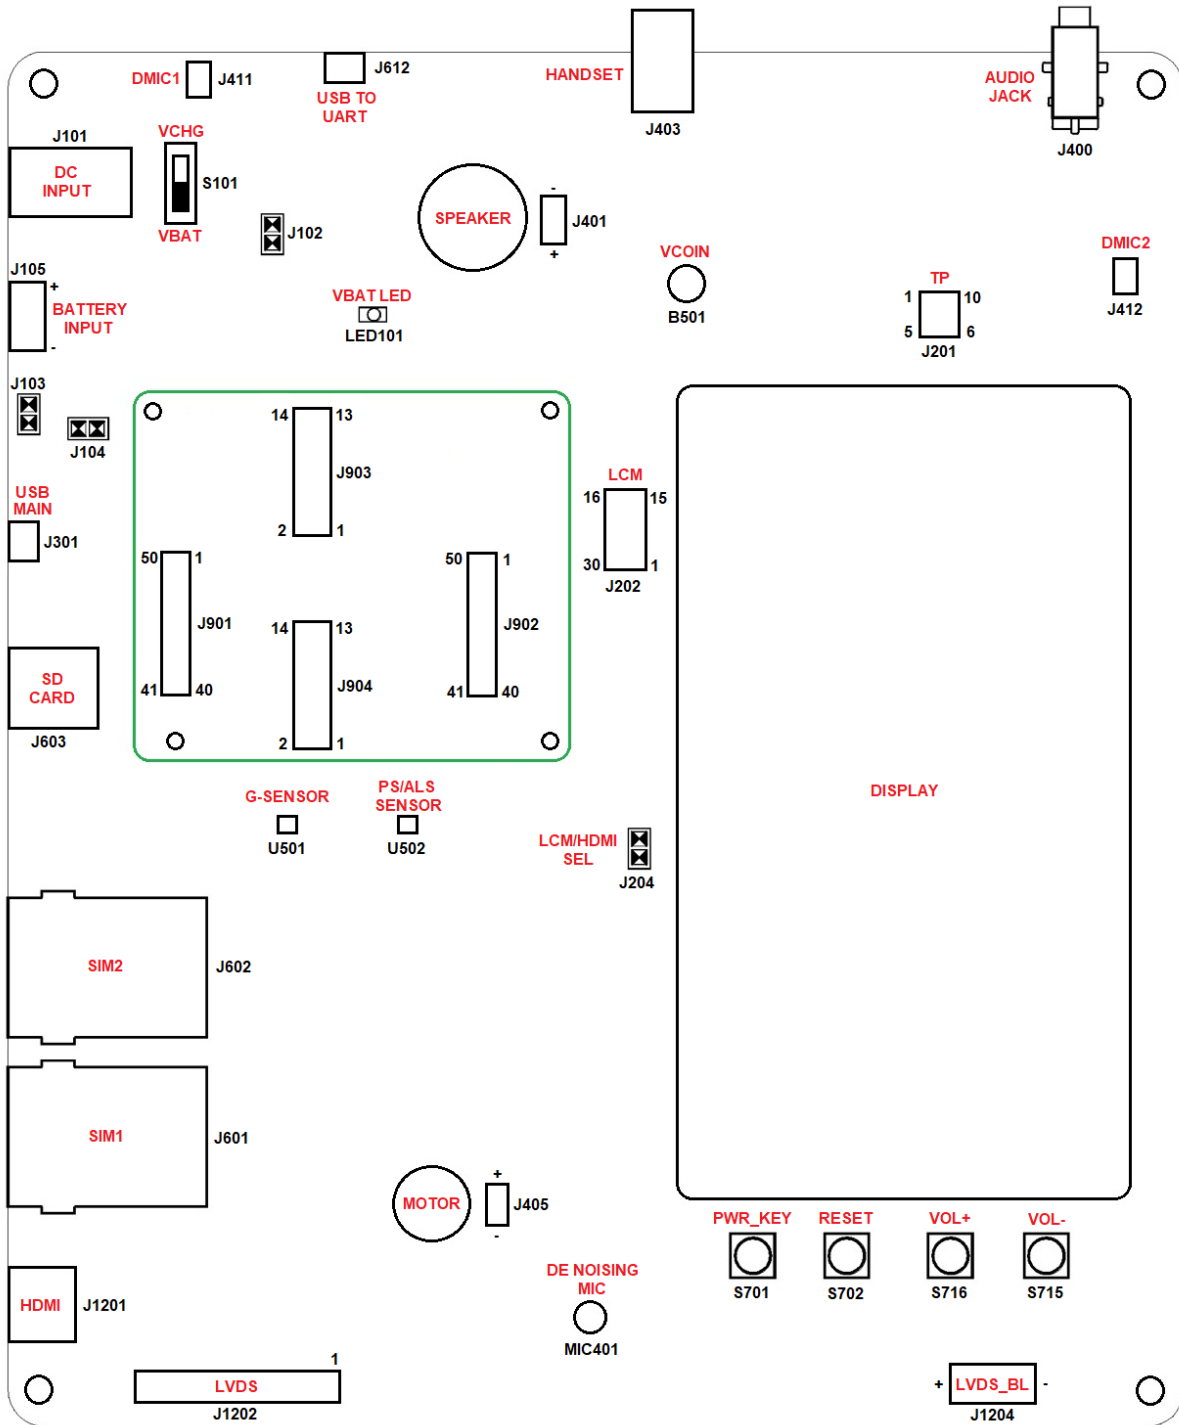 DMIC1
J411
J612
USB TO
UART
HANDSET
J403
AUDIO
JACK
J400
J101
DC
INPUT
VCHG
S101
VBAT
J102
SPEAKER
-
J401
+
VCOIN
B501
TP
1 10
5 6
J201
DMIC2
J412
J105
+
BATTERY
INPUT
-
VBAT LED
LED101
J103
J104
14 13
J903
2 1
LCM
16 15
30 1
J202
USB
MAIN
J301
50 1
J901
41 40
50 1
J902
41 40
14 13
J904
2 1
SD
CARD
J603
DISPLAY
G-SENSOR
U501
PS/ALS
SENSOR
U502
LCM/HDMI
SEL
J204
SIM2
J602
SIM1
J601
MOTOR
+
J405
-
PWR_KEY
S701
RESET
S702
VOL+
S716
VOL-
S715
HDMI
J1201
DE NOISING
MIC
MIC401
1
LVDS
J1202
+ LVDS_BL -
J1204